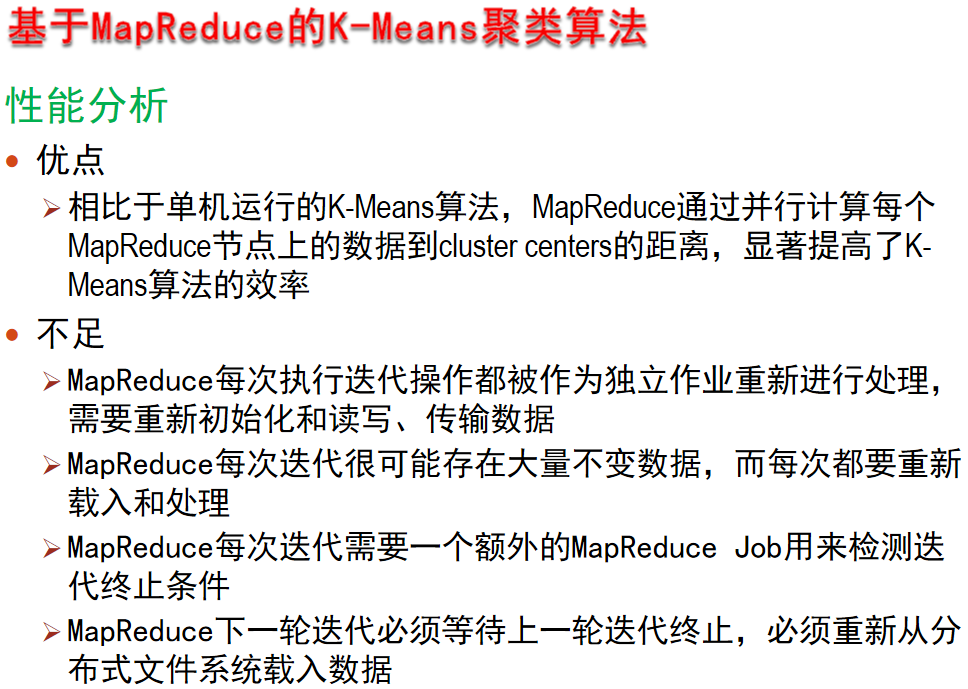 基于MapReduce的K-Means聚类算法
性能分析
• 优点
➢ 相比于单机运行的K-Means算法，MapReduce通过并行计算每个
MapReduce节点上的数据到cluster centers的距离，显著提高了K-
Means算法的效率
• 不足
➢ MapReduce每次执行迭代操作都被作为独立作业重新进行处理，
需要重新初始化和读写、传输数据
➢ MapReduce每次迭代很可能存在大量不变数据，而每次都要重新
载入和处理
➢ MapReduce每次迭代需要一个额外的MapReduce Job用来检测迭
代终止条件
➢ MapReduce下一轮迭代必须等待上一轮迭代终止，必须重新从分
布式文件系统载入数据